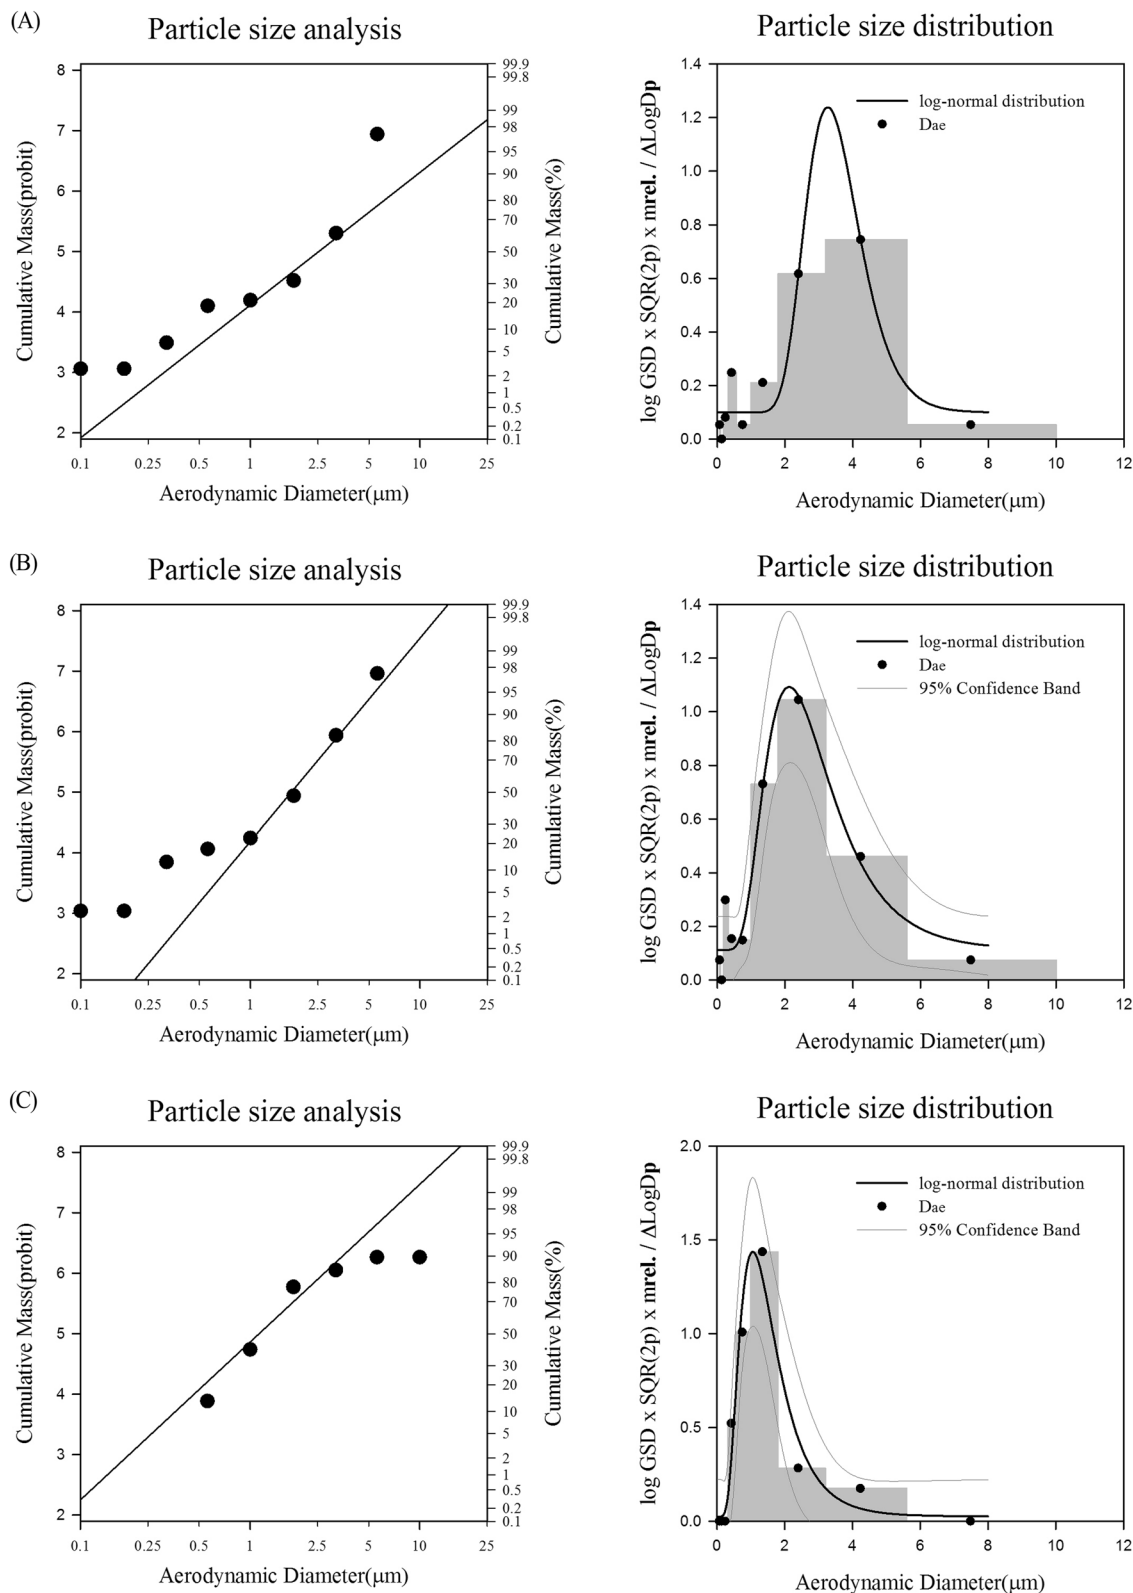 (A)
Particle size analysis
Cumulative Mass(probit)
8
7
6
5
4
3
2
99.9
99.8
99
98
95
90
80
70
50
30
20
10
5
2
1
0.5
0.2
0.1
Cumulative Mass(%)
0.1 0.25 0.5 1 2.5 5 10 25
Aerodynamic Diameter(μm)
Particle size distribution
log GSD x SQR(2p) x mrel. / ΔLogDp
1.4
1.2
1.0
0.8
0.6
0.4
0.2
0.0
log-normal distribution
Dae
0 2 4 6 8 10 12
Aerodynamic Diameter(μm)
(B)
Particle size analysis
Cumulative Mass(probit)
8
7
6
5
4
3
2
99.9
99.8
99
98
95
90
80
70
50
30
20
10
5
2
1
0.5
0.2
0.1
Cumulative Mass(%)
0.1 0.25 0.5 1 2.5 5 10 25
Aerodynamic Diameter(μm)
Particle size distribution
log GSD x SQR(2p) x mrel. / ΔLogDp
1.4
1.2
1.0
0.8
0.6
0.4
0.2
0.0
log-normal distribution
Dae
95% Confidence Band
0 2 4 6 8 10 12
Aerodynamic Diameter(μm)
(C)
Particle size analysis
Cumulative Mass(probit)
8
7
6
5
4
3
2
99.9
99.8
99
98
95
90
80
70
50
30
20
10
5
2
1
0.5
0.2
0.1
Cumulative Mass(%)
0.1 0.25 0.5 1 2.5 5 10 25
Aerodynamic Diameter(μm)
Particle size distribution
log GSD x SQR(2p) x mrel. / ΔLogDp
2.0
1.5
1.0
0.5
0.0
log-normal distribution
Dae
95% Confidence Band
0 2 4 6 8 10 12
Aerodynamic Diameter(μm)